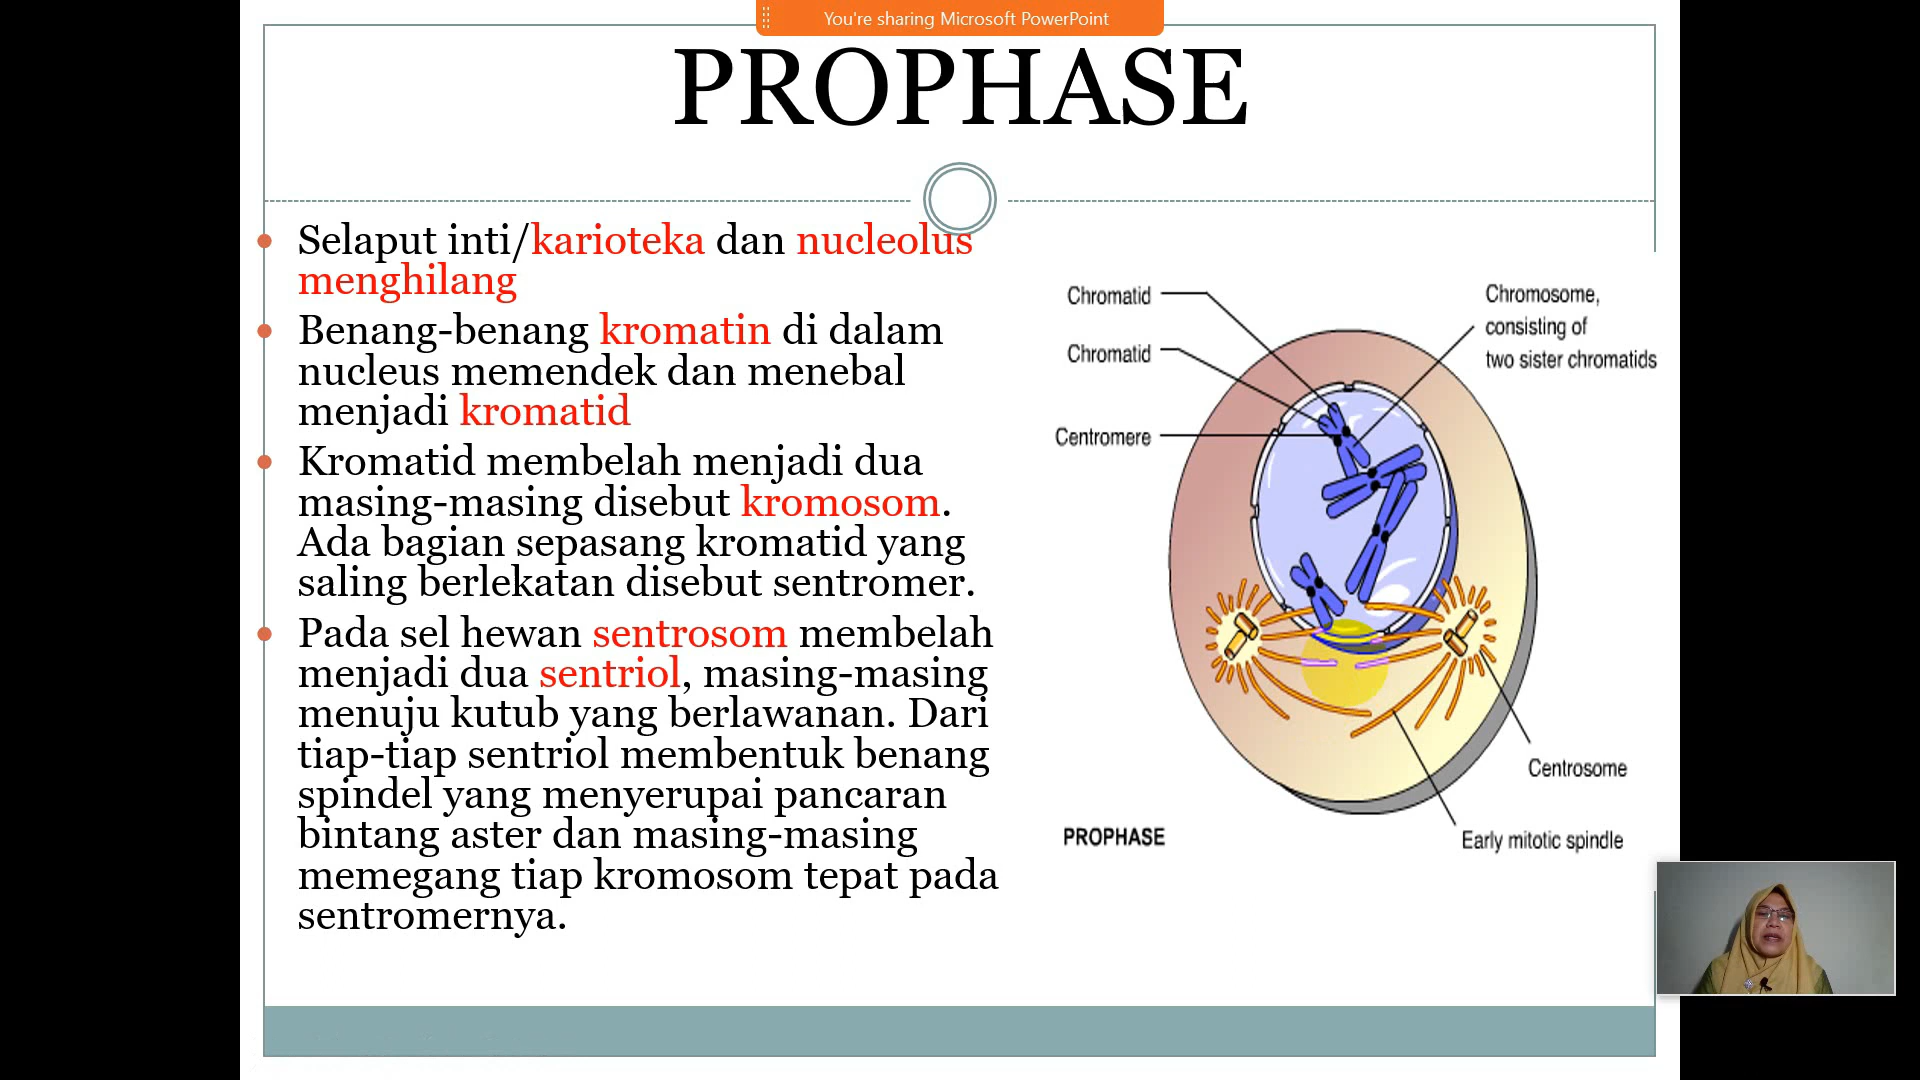 You're sharing Microsoft PowerPoint
PROPHASE
Selaput inti/karioteka dan nucleolus
menghilang
Benang-benang kromatin di dalam
nucleus memendek dan menebal
menjadi kromatid
Kromatid membelah menjadi dua
masing-masing disebut kromosom.
Ada bagian sepasang kromatid yang
saling berlekatan disebut sentromer.
Pada sel hewan sentrosom membelah
menjadi dua sentriol, masing-masing
menuju kutub yang berlawanan. Dari
tiap-tiap sentriol membentuk benang
spindel yang menyerupai pancaran
bintang aster dan masing-masing
memegang tiap kromosom tepat pada
sentromernya.
Chromatid
Chromatid
Centromere
Chromosome,
consisting of
two sister chromatids
Centrosome
Early mitotic spindle
PROPHASE